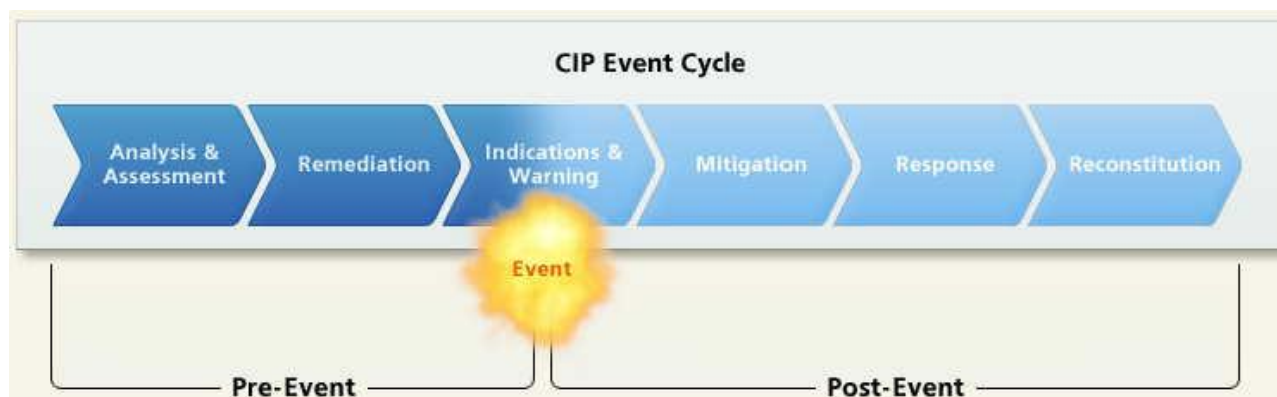 CIP Event Cycle
Analysis &
Assessment
Remediation
Indications &
Warning
Mitigation
Response
Reconstitution
Event
Pre-Event
Post-Event